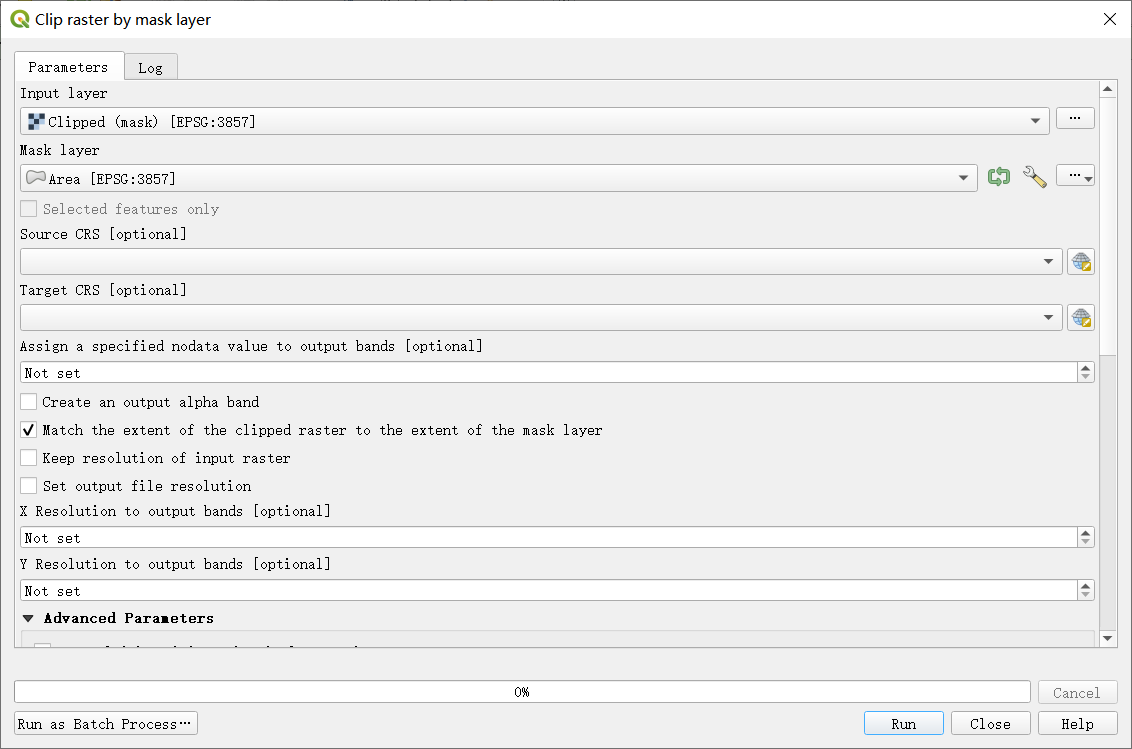 Clip raster by mask layer
Parameters
Log
Input layer
Clipped (mask) [EPSG:3857]
...
Mask layer
Area [EPSG:3857]
...
Selected features only
Source CRS [optional]
Target CRS [optional]
Assign a specified nodata value to output bands [optional]
Not set
Create an output alpha band
Match the extent of the clipped raster to the extent of the mask layer
Keep resolution of input raster
Set output file resolution
X Resolution to output bands [optional]
Not set
Y Resolution to output bands [optional]
Not set
Advanced Parameters
0%
Cancel
Run as Batch Process…
Run
Close
Help